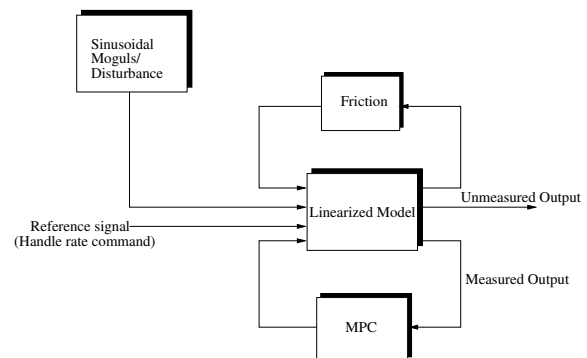 Sinusoidal
Moguls/
Disturbance
Friction
Linearized Model
Unmeasured Output
Reference signal
(Handle rate command)
Measured Output
MPC